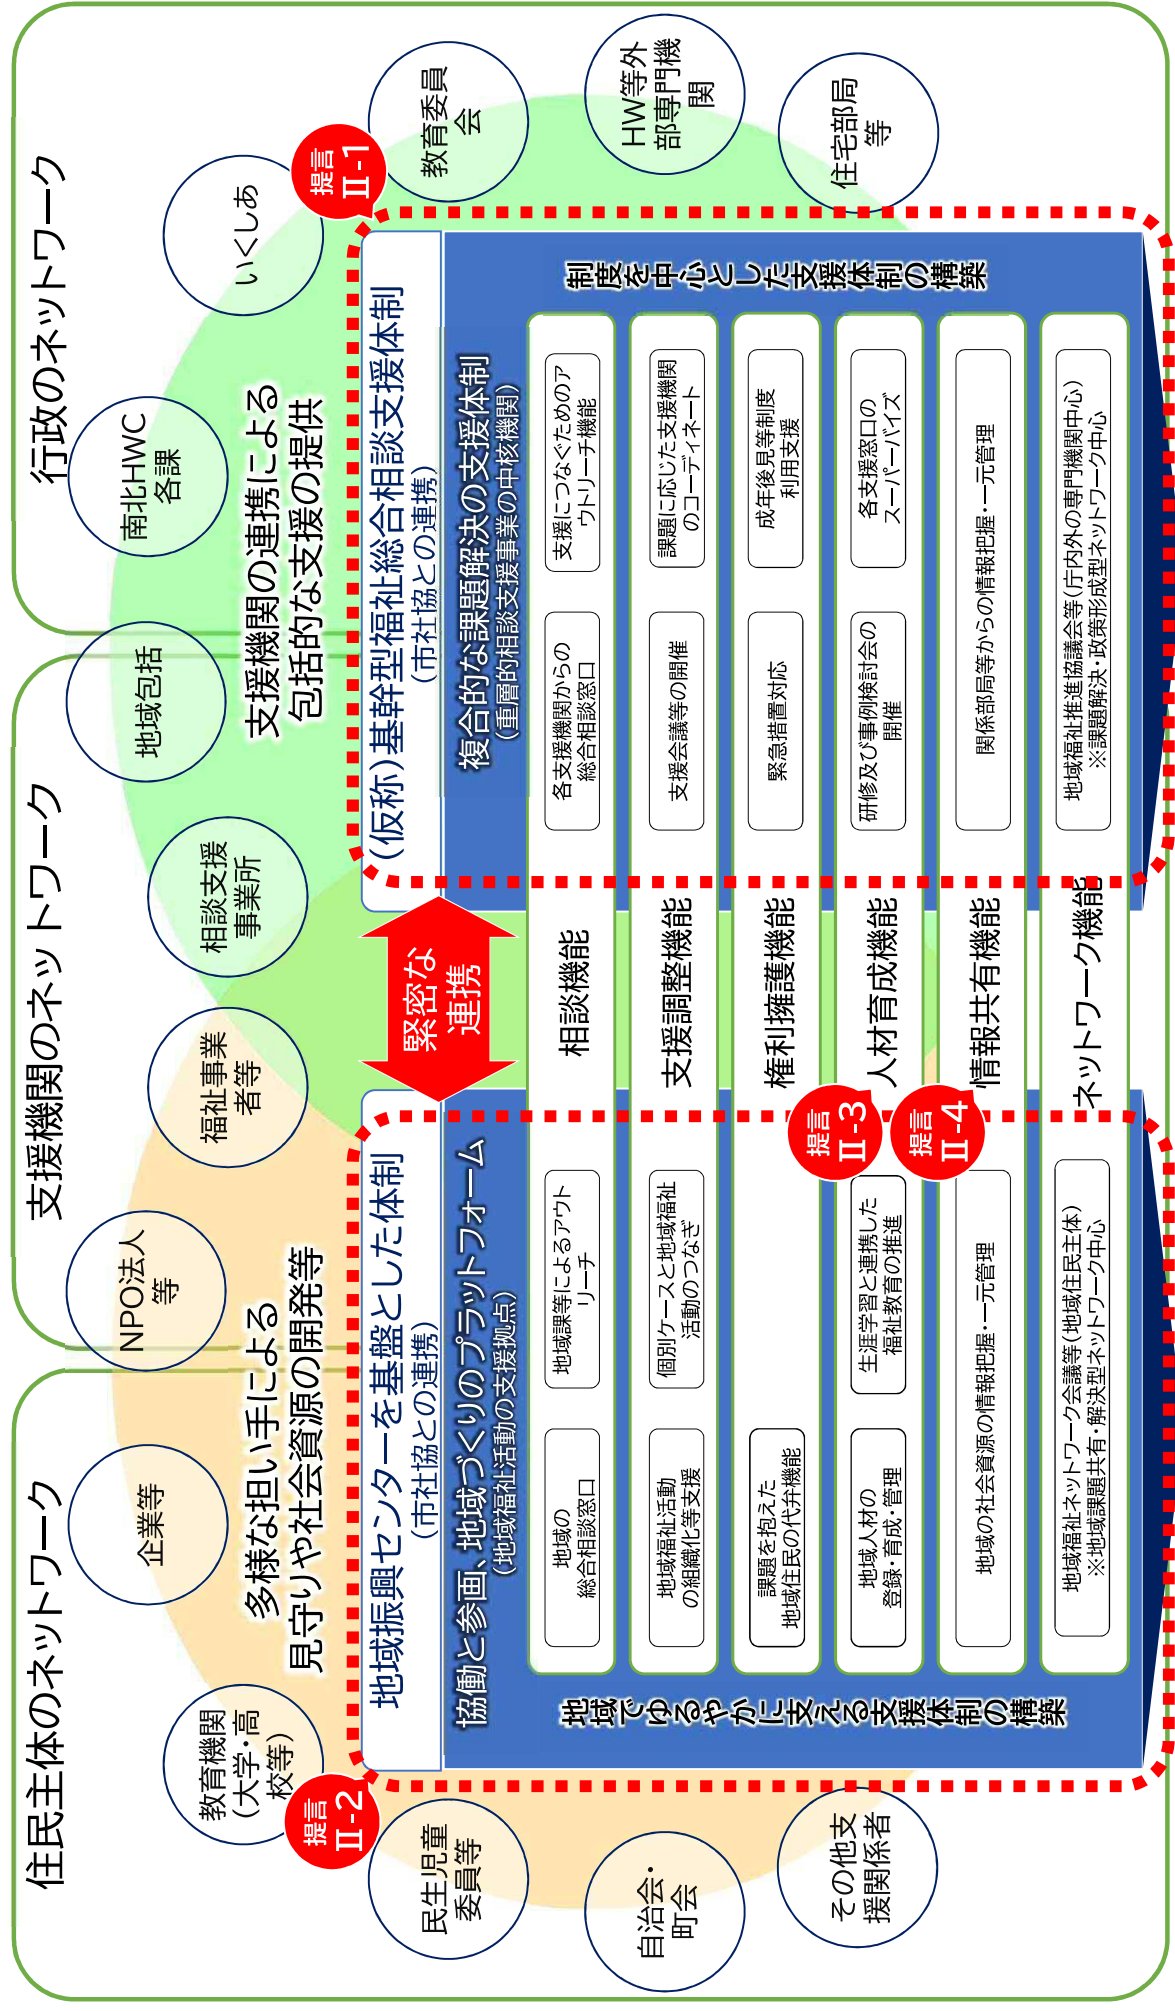 住民主体のネットワーク
支援機関のネットワーク
行政のネットワーク
教育機関
（大学・高
校等）
企業等
NPO法人
等
福祉事業
者等
相談支援
事業所
地域包括
南北HWC
各課
いくしあ
民生児童
委員等
自治会・
町会
その他支
援関係者
教育委員
会
HW等外
部専門機
関
住宅部局
等
多様な担い手による
見守りや社会資源の開発等
支援機関の連携による
包括的な支援の提供
提言
Ⅱ-2
提言
Ⅱ-1
地域振興センターを基盤とした体制
（市社協との連携）
緊密な
連携
（仮称）基幹型福祉総合相談支援体制
（市社協との連携）
協働と参画、地域づくりのプラットフォーム
（地域福祉活動の支援拠点）
複合的な課題解決の支援体制
（重層的相談支援事業の中核機関）
地域でゆるやかに支える支援体制の構築
制度を中心とした支援体制の構築
地域の
総合相談窓口
地域課等によるアウト
リーチ
相談機能
各支援機関からの
総合相談窓口
支援につなぐためのア
ウトリーチ機能
地域福祉活動
の組織化等支援
個別ケースと地域福祉
活動のつなぎ
支援調整機能
支援会議等の開催
課題に応じた支援機関
のコーディネート
課題を抱えた
地域住民の代弁機能
権利擁護機能
緊急措置対応
成年後見等制度
利用支援
地域人材の
登録・育成・管理
生涯学習と連携した
福祉教育の推進
提言
Ⅱ-3
人材育成機能
研修及び事例検討会の
開催
各支援窓口の
スーパーバイズ
地域の社会資源の情報把握・一元管理
提言
Ⅱ-4
情報共有機能
関係部局等からの情報把握・一元管理
地域福祉ネットワーク会議等（地域住民主体）
※地域課題共有・解決型ネットワーク中心
ネットワーク機能
地域福祉推進協議会等（庁内外の専門機関中心）
※課題解決・政策形成型ネットワーク中心